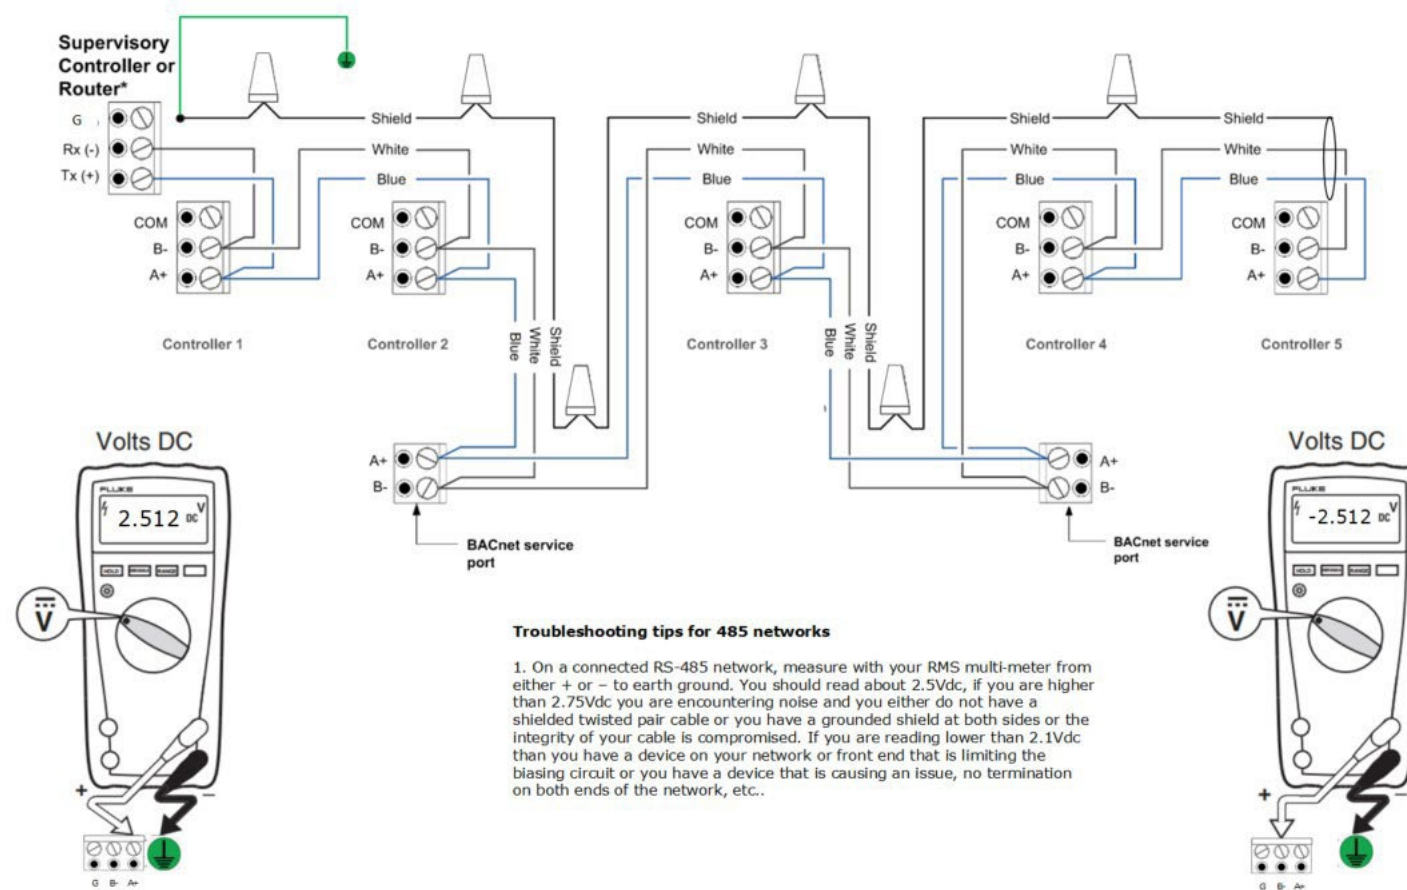 Supervisory
Controller or
Router*
G
Rx (-)
Tx (+)
Shield
White
Blue
Shield
White
Blue
Shield
White
Blue
Shield
White
Blue
COM
B-
A+
COM
B-
A+
COM
B-
A+
COM
B-
A+
COM
B-
A+
Controller 1
Controller 2
Controller 3
Controller 4
Controller 5
Blue
White
Shield
Blue
White
Shield
A+
B-
BACnet service
port
A+
B-
BACnet service
port
Volts DC
FLUKE
2.512 DC V
HOLD
RANGE
V
+
−
G B- A+
Volts DC
FLUKE
-2.512 DC V
HOLD
RANGE
V
+
−
G B- A+
Troubleshooting tips for 485 networks
1. On a connected RS-485 network, measure with your RMS multi-meter from
either + or – to earth ground. You should read about 2.5Vdc, if you are higher
than 2.75Vdc you are encountering noise and you either do not have a
shielded twisted pair cable or you have a grounded shield at both sides or the
integrity of your cable is compromised. If you are reading lower than 2.1Vdc
than you have a device on your network or front end that is limiting the
biasing circuit or you have a device that is causing an issue, no termination
on both ends of the network, etc..